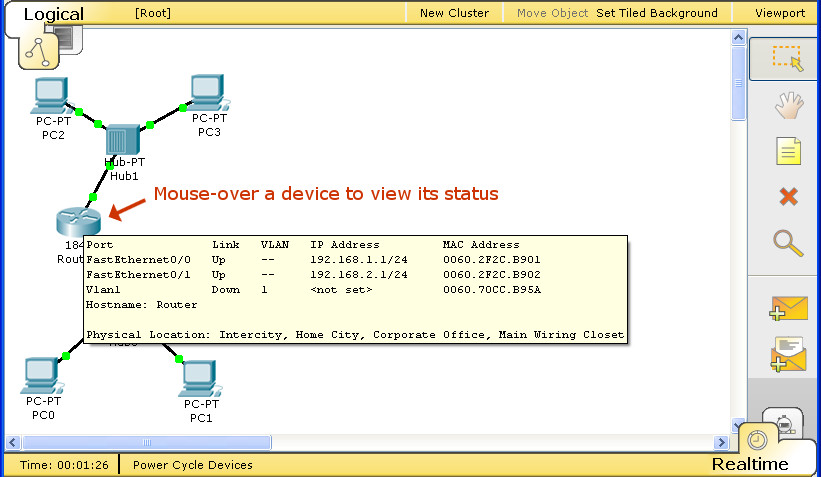 Logical [Root] New Cluster Move Object Set Tiled Background Viewport
PC-PT
PC2
PC-PT
PC3
Hub-PT
Hub1
Mouse-over a device to view its status
184
Rout
Port Link VLAN IP Address MAC Address
FastEthernet0/0 Up -- 192.168.1.1/24 0060.2F2C.B901
FastEthernet0/1 Up -- 192.168.2.1/24 0060.2F2C.B902
Vlan1 Down 1 <not set> 0060.70CC.B95A
Hostname: Router
Physical Location: Intercity, Home City, Corporate Office, Main Wiring Closet
PC-PT
PC0
PC-PT
PC1
Time: 00:01:26 Power Cycle Devices Realtime